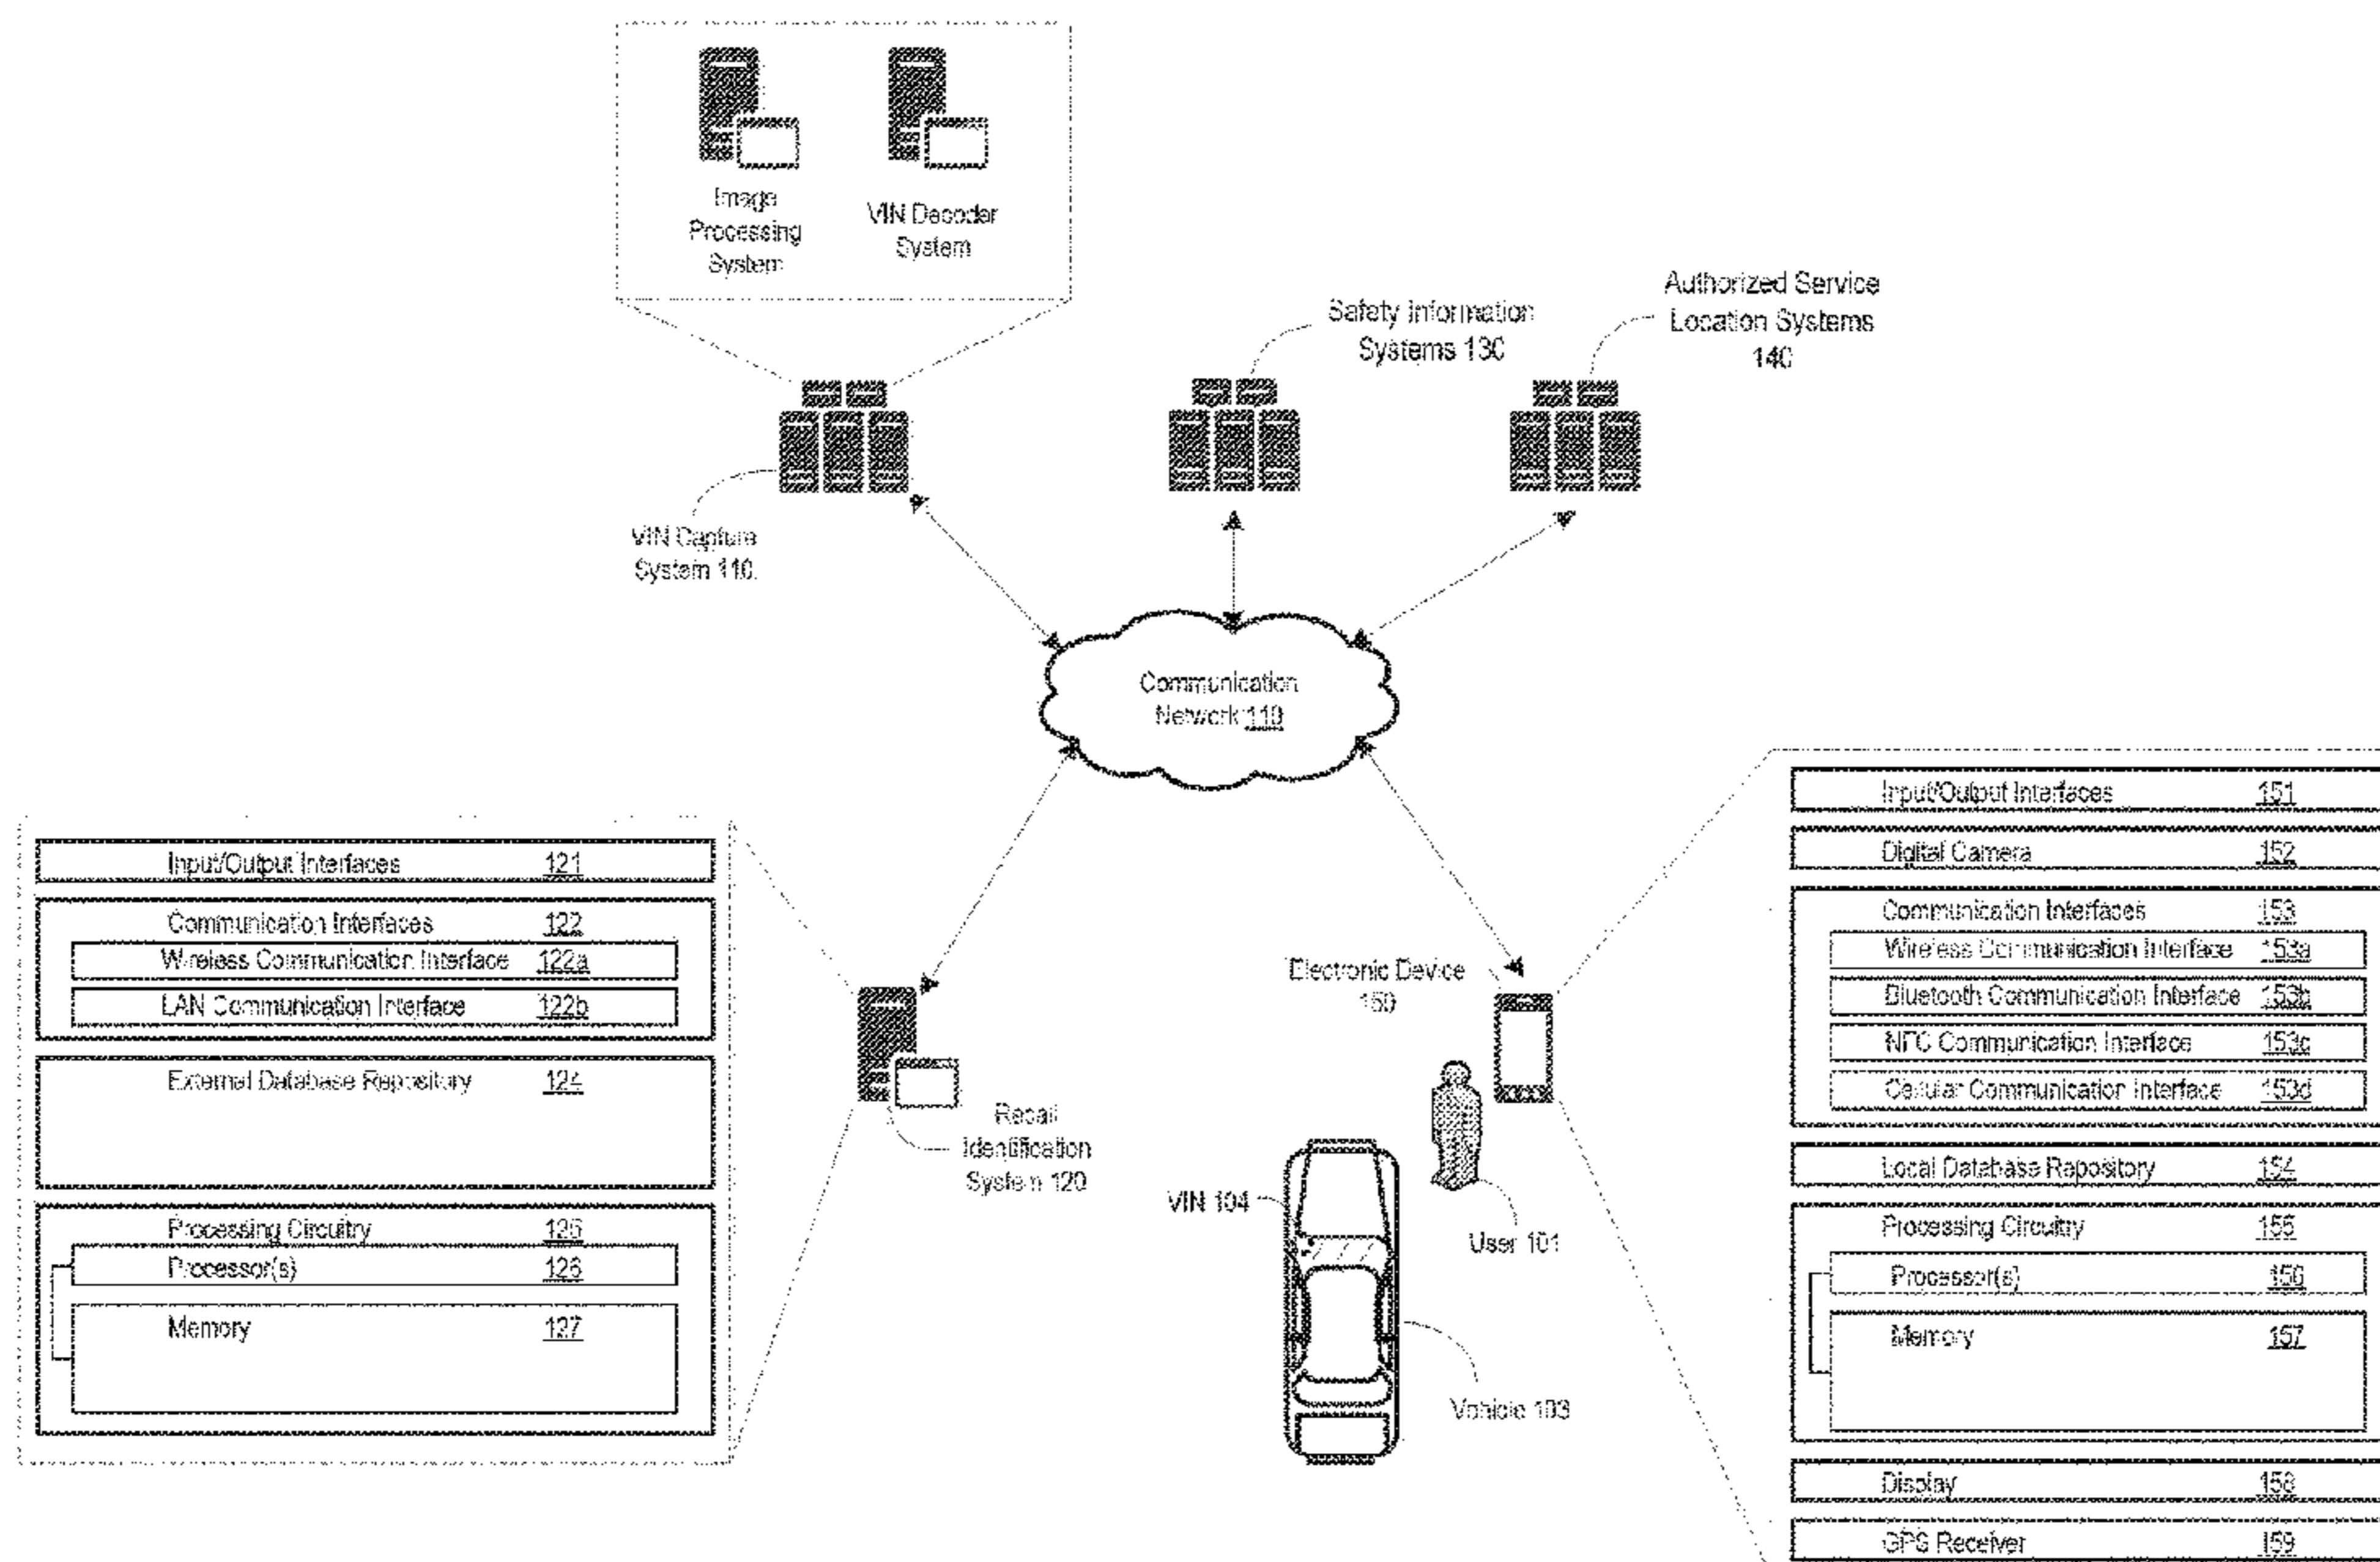 Image
Processing
System
VIN Decoder
System
Safety Information
Systems 130
Authorized Service
Location Systems
140
VIN Capture
System 110
Communication
Network 110
Input/Output Interfaces 121
Communication Interfaces 122
Wireless Communication Interface 122a
LAN Communication Interface 122b
External Database Repository 124
Processing Circuitry 125
Processor(s) 126
Memory 127
Recall
Identification
System 120
Electronic Device
150
VIN 104
User 101
Vehicle 103
Input/Output Interfaces 151
Digital Camera 152
Communication Interfaces 153
Wireless Communication Interface 153a
Bluetooth Communication Interface 153b
NFC Communication Interface 153c
Cellular Communication Interface 153d
Local Database Repository 154
Processing Circuitry 155
Processor(s) 156
Memory 157
Display 158
GPS Receiver 159